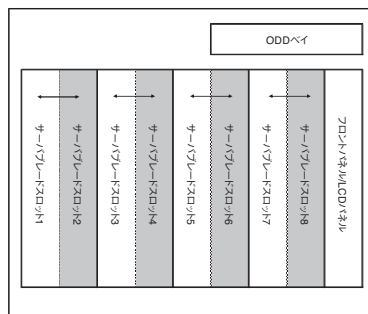 ODDベイ
サーバブレードスロット1
サーバブレードスロット2
サーバブレードスロット3
サーバブレードスロット4
サーバブレードスロット5
サーバブレードスロット6
サーバブレードスロット7
サーバブレードスロット8
フロントパネル/LCDパネル